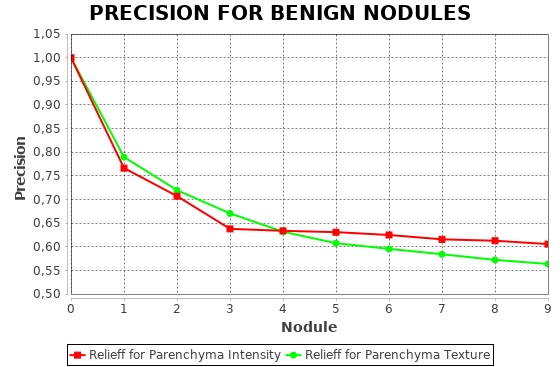 PRECISION FOR BENIGN NODULES
1,05
1,00
0,95
0,90
0,85
0,80
0,75
0,70
0,65
0,60
0,55
0,50
Precision
0 1 2 3 4 5 6 7 8 9
Nodule
Relieff for Parenchyma Intensity Relieff for Parenchyma Texture